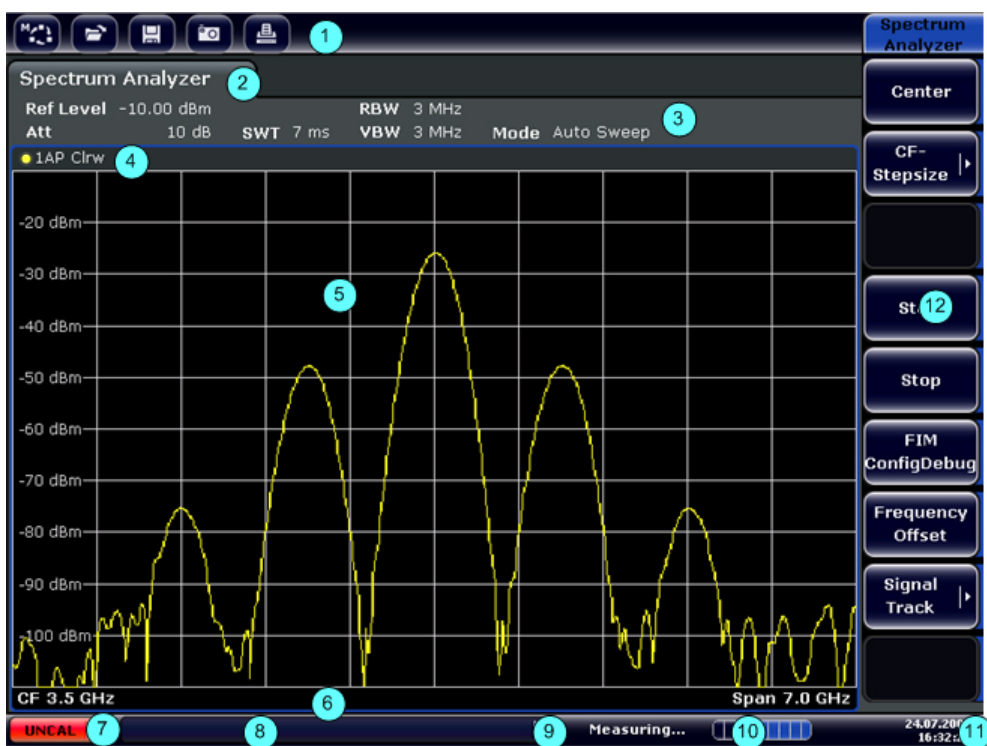 1
Spectrum Analyzer
Spectrum Analyzer 2
Ref Level -10.00 dBm RBW 3 MHz
Att 10 dB SWT 7 ms VBW 3 MHz Mode Auto Sweep 3
1AP Clrw 4
-20 dBm
-30 dBm
-40 dBm
-50 dBm
-60 dBm
-70 dBm
-80 dBm
-90 dBm
-100 dBm
5
CF 3.5 GHz 6 Span 7.0 GHz
Center
CF-
Stepsize
12
Stop
FIM
ConfigDebug
Frequency
Offset
Signal
Track
UNCAL 7 8 9 Measuring... 10
11